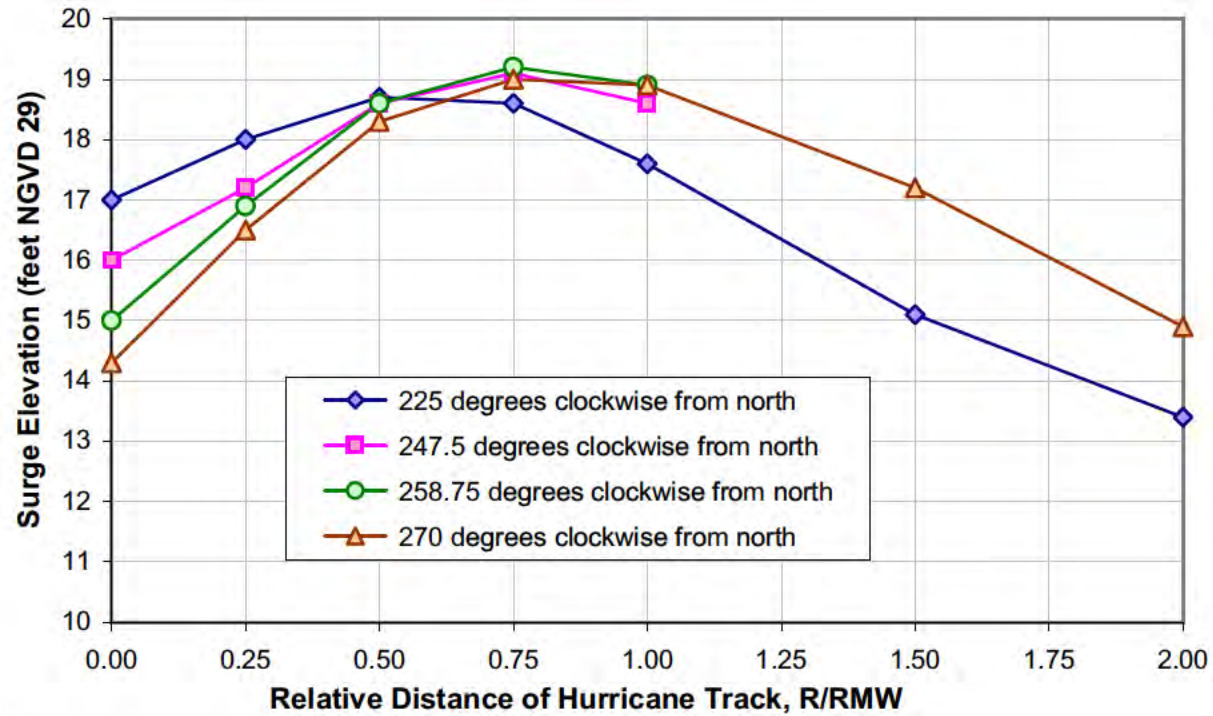 Surge Elevation (feet NGVD 29)
20
19
18
17
16
15
14
13
12
11
10
225 degrees clockwise from north
247.5 degrees clockwise from north
258.75 degrees clockwise from north
270 degrees clockwise from north
0.00 0.25 0.50 0.75 1.00 1.25 1.50 1.75 2.00
Relative Distance of Hurricane Track, R/RMW